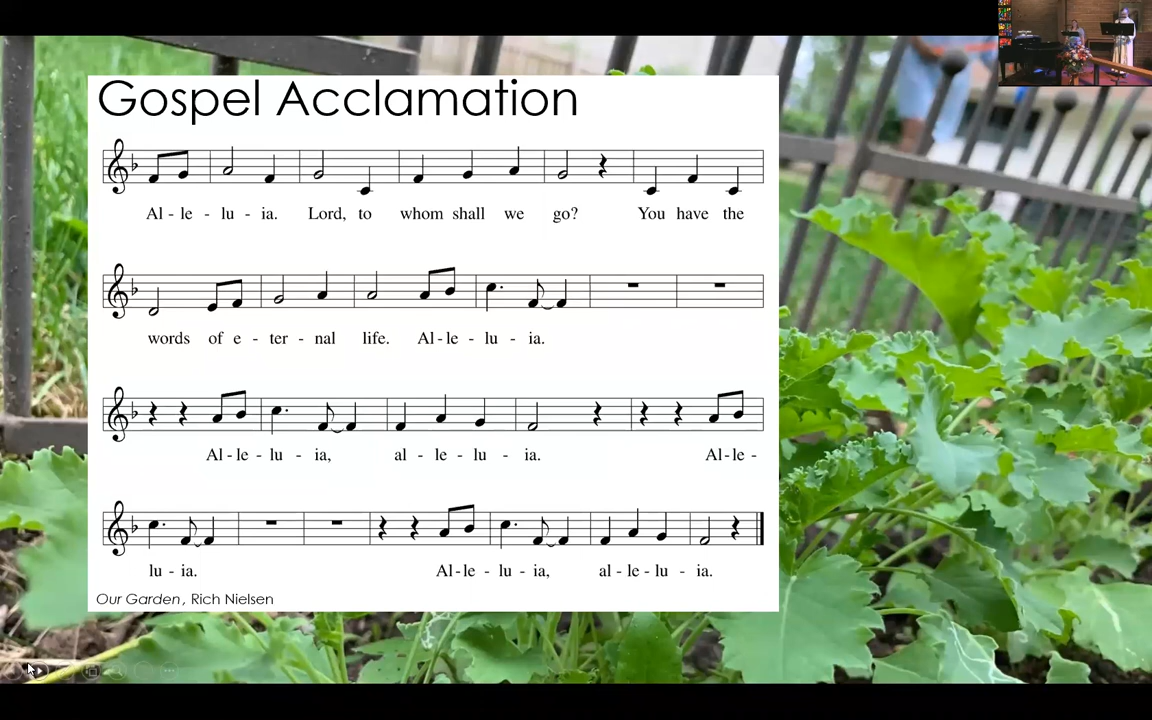 Gospel Acclamation
Al - le - lu - ia. Lord, to whom shall we go? You have the
words of e - ter - nal life. Al - le - lu - ia.
Al - le - lu - ia, al - le - lu - ia. Al - le -
lu - ia. Al - le - lu - ia, al - le - lu - ia.
Our Garden, Rich Nielsen